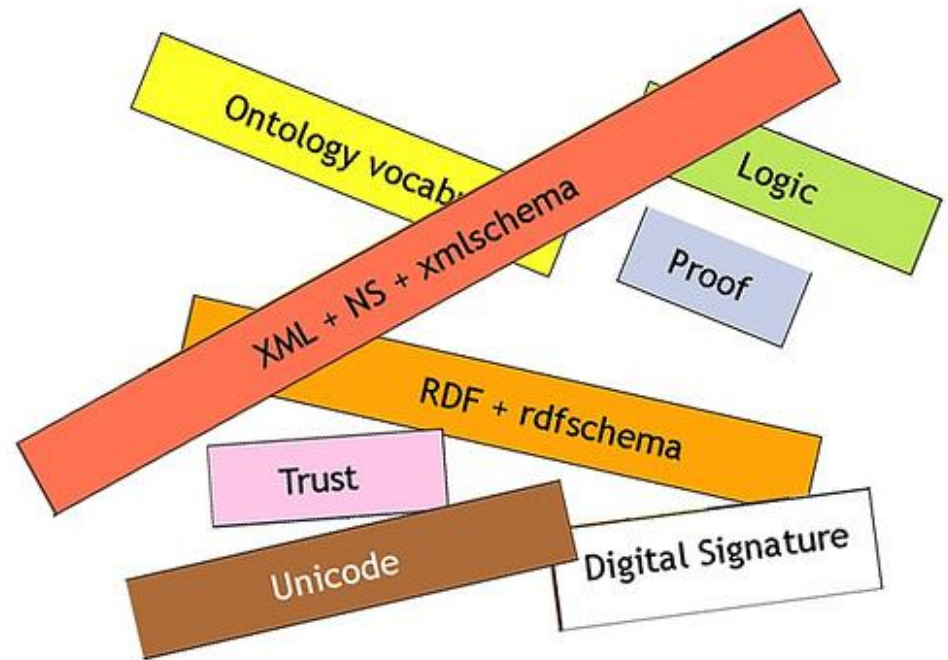 Ontology vocab
XML + NS + xmlschema
Logic
Proof
RDF + rdfschema
Trust
Unicode
Digital Signature